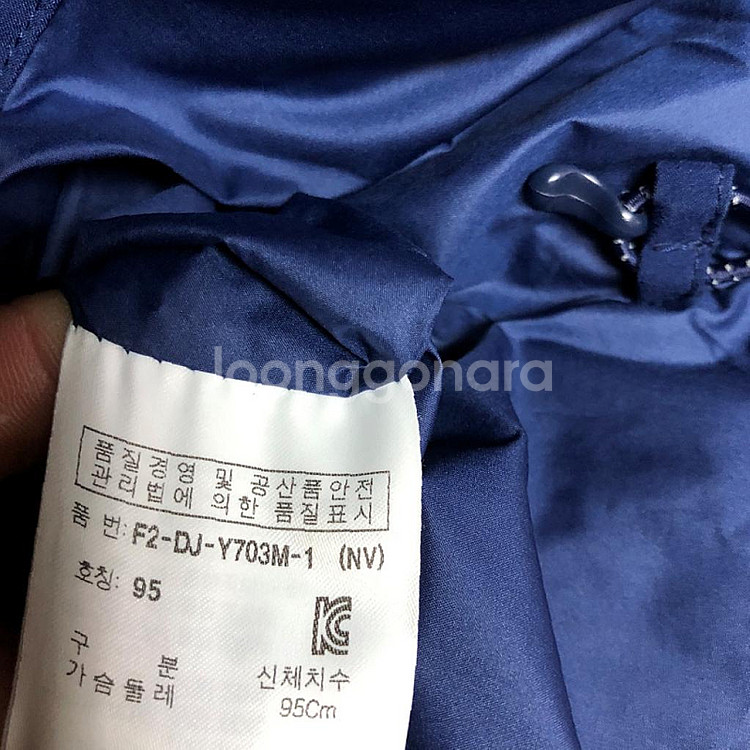 loonggonara
품질경영 및 공산품안전
관리법에 의한 품질표시
품 번: F2-DJ-Y703M-1 (NV)
호칭: 95
구 분 신체치수
가슴둘레 95Cm